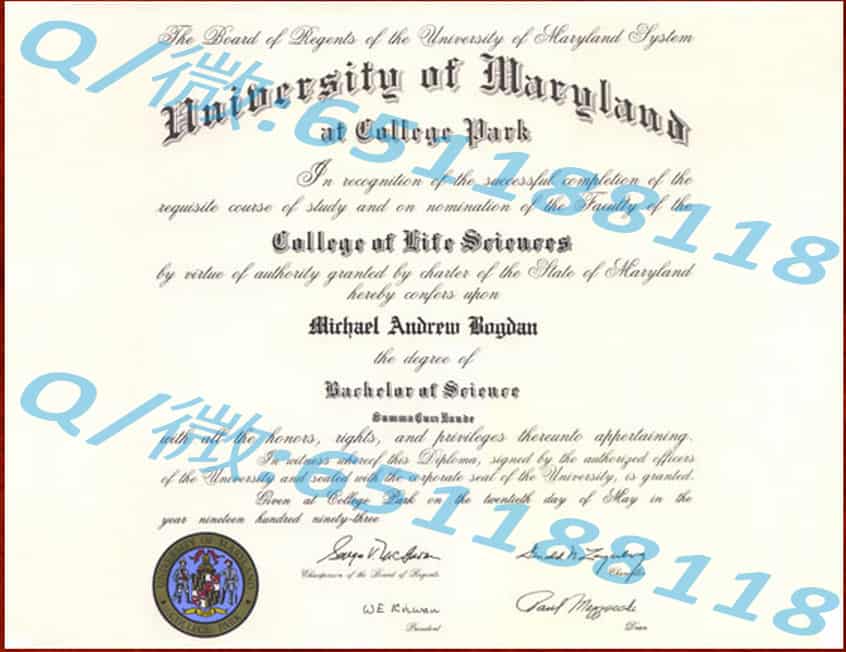 The Board of Regents of the University of Maryland System
University of Maryland
at College Park
In recognition of the successful completion of the
requisite course of study and on nomination of the Faculty of the
College of Life Sciences
by virtue of authority granted by charter of the State of Maryland
hereby confers upon
Michael Andrew Bogdan
the degree of
Bachelor of Science
Summa Cum Laude
with all the honors, rights, and privileges thereunto appertaining.
In witness whereof this Diploma, signed by the authorized officers
of the University and sealed with the corporate seal of the University, is granted.
Given at College Park on the twentieth day of May in the
year nineteen hundred ninety-three
Chairperson of the Board of Regents
Chancellor
President
Dean
UNIVERSITY OF MARYLAND
COLLEGE PARK
Q/微:651188118
Q/微:651188118